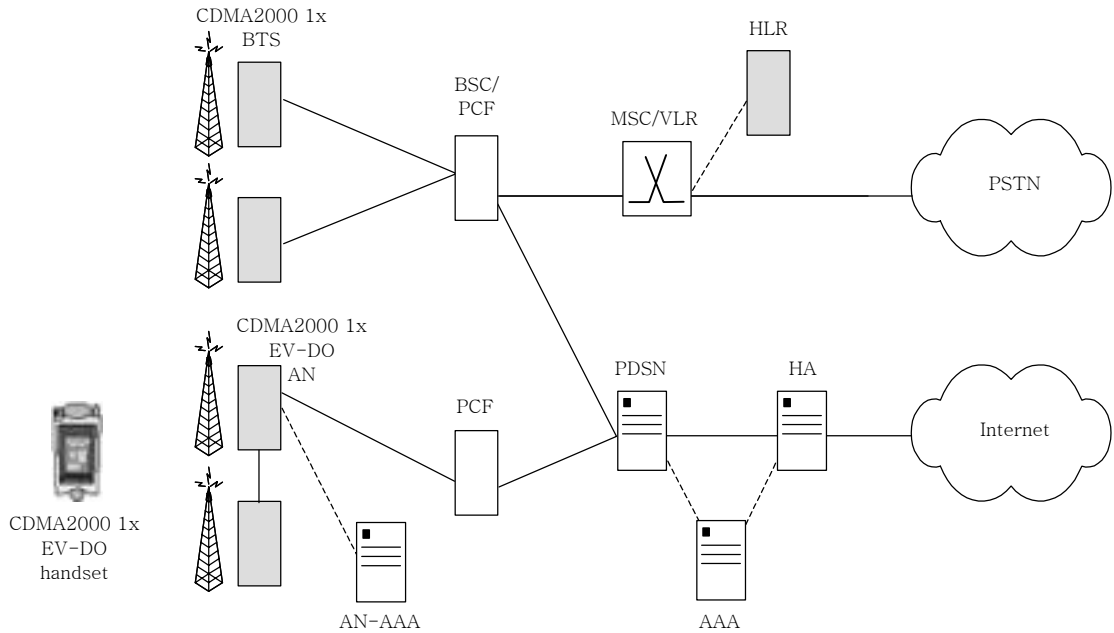 CDMA2000 1x
BTS
HLR
BSC/
PCF
MSC/VLR
PSTN
CDMA2000 1x
EV-DO
AN
PCF
PDSN
HA
Internet
CDMA2000 1x
EV-DO
handset
AN-AAA
AAA